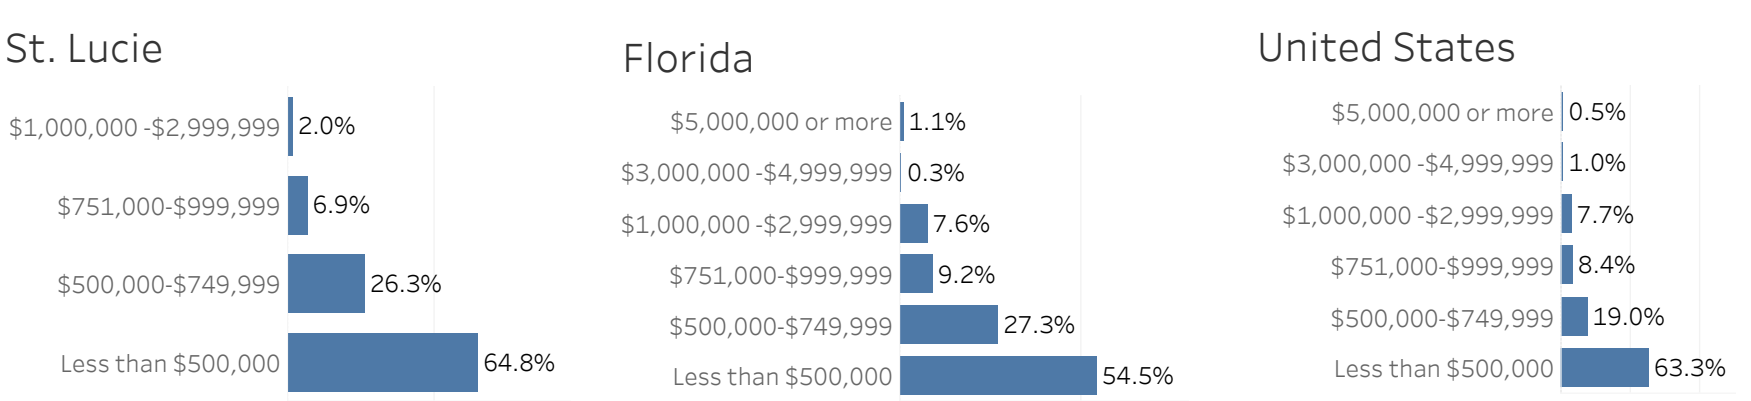 St. Lucie
$1,000,000 -$2,999,999 2.0%
$751,000-$999,999 6.9%
$500,000-$749,999 26.3%
Less than $500,000 64.8%
Florida
$5,000,000 or more 1.1%
$3,000,000 -$4,999,999 0.3%
$1,000,000 -$2,999,999 7.6%
$751,000-$999,999 9.2%
$500,000-$749,999 27.3%
Less than $500,000 54.5%
United States
$5,000,000 or more 0.5%
$3,000,000 -$4,999,999 1.0%
$1,000,000 -$2,999,999 7.7%
$751,000-$999,999 8.4%
$500,000-$749,999 19.0%
Less than $500,000 63.3%